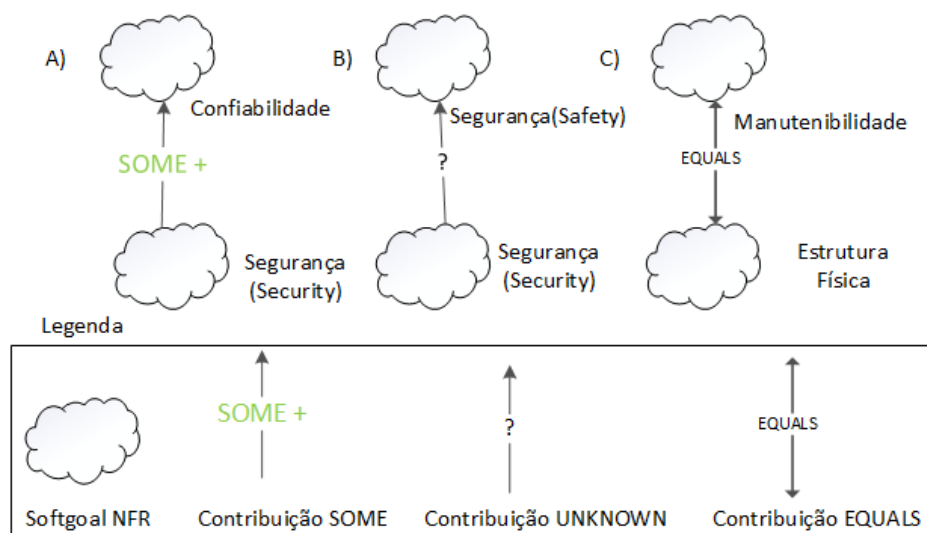 A)
Confiabilidade
SOME +
Segurança
(Security)
B)
Segurança(Safety)
?
Segurança
(Security)
C)
Manutenibilidade
EQUALS
Estrutura
Física
Legenda
SOME +
?
EQUALS
Softgoal NFR
Contribuição SOME
Contribuição UNKNOWN
Contribuição EQUALS